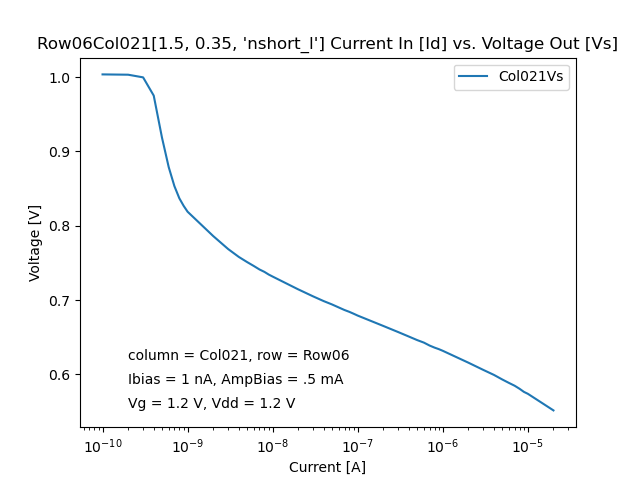 Row06Col021[1.5, 0.35, 'nshort_l'] Current In [Id] vs. Voltage Out [Vs]
Col021Vs
1.0
0.9
0.8
0.7
0.6
Voltage [V]
column = Col021, row = Row06
Ibias = 1 nA, AmpBias = .5 mA
Vg = 1.2 V, Vdd = 1.2 V
10⁻¹⁰ 10⁻⁹ 10⁻⁸ 10⁻⁷ 10⁻⁶ 10⁻⁵
Current [A]